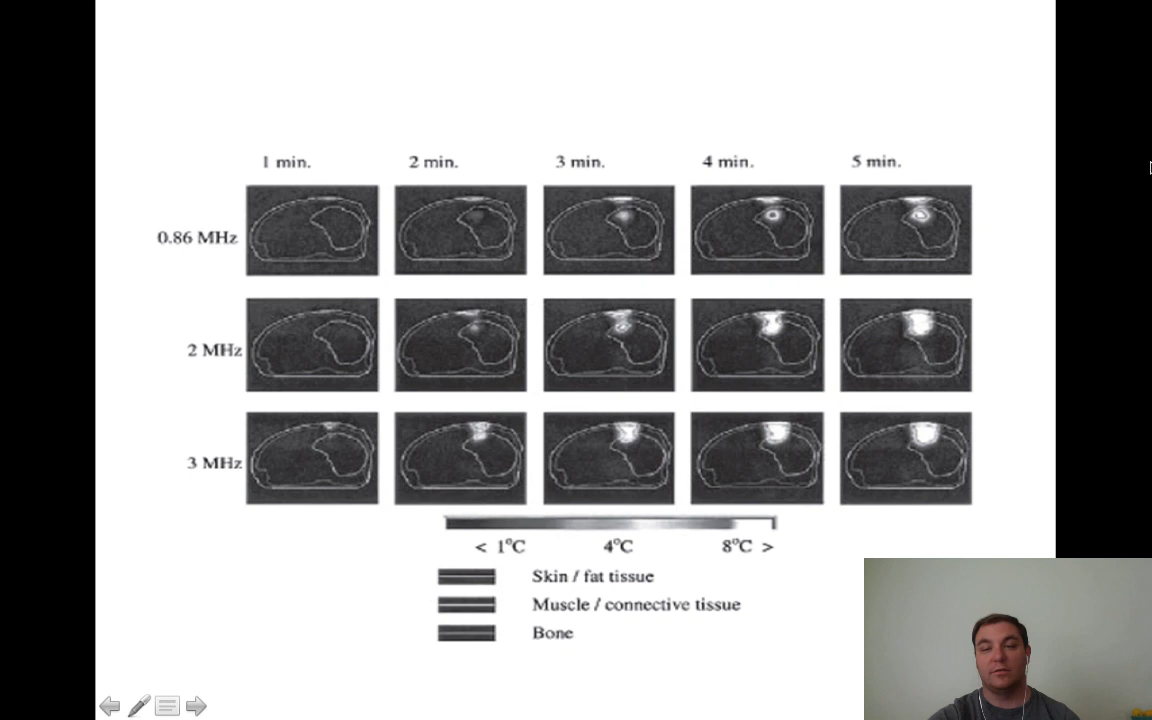 1 min. 2 min. 3 min. 4 min. 5 min.
0.86 MHz
2 MHz
3 MHz
< 1°C 4°C 8°C >
Skin / fat tissue
Muscle / connective tissue
Bone